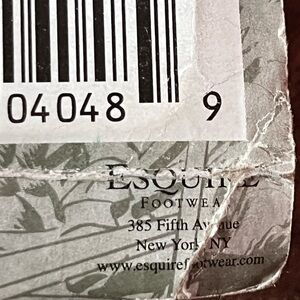 04048 9
ESQUIRE
FOOTWEAR
385 Fifth Avenue
New York, NY
www.esquirefootwear.com